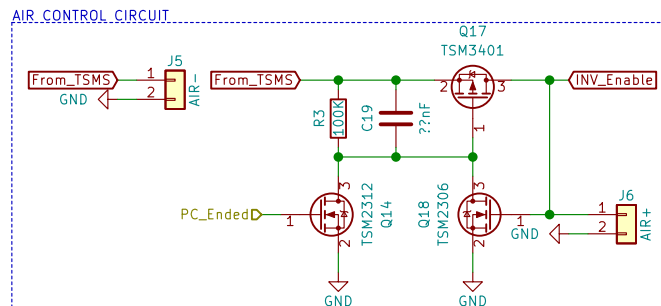 AIR CONTROL CIRCUIT
Q17
TSM3401
J5
From_TSMS
1
GND
2
AIR-
From_TSMS
2
3
1
INV_Enable
R3
100K
C19
??nF
PC_Ended
1
3
2
TSM2312
Q14
Q18
TSM2306
3
2
1
GND
J6
1
2
AIR+
GND
GND